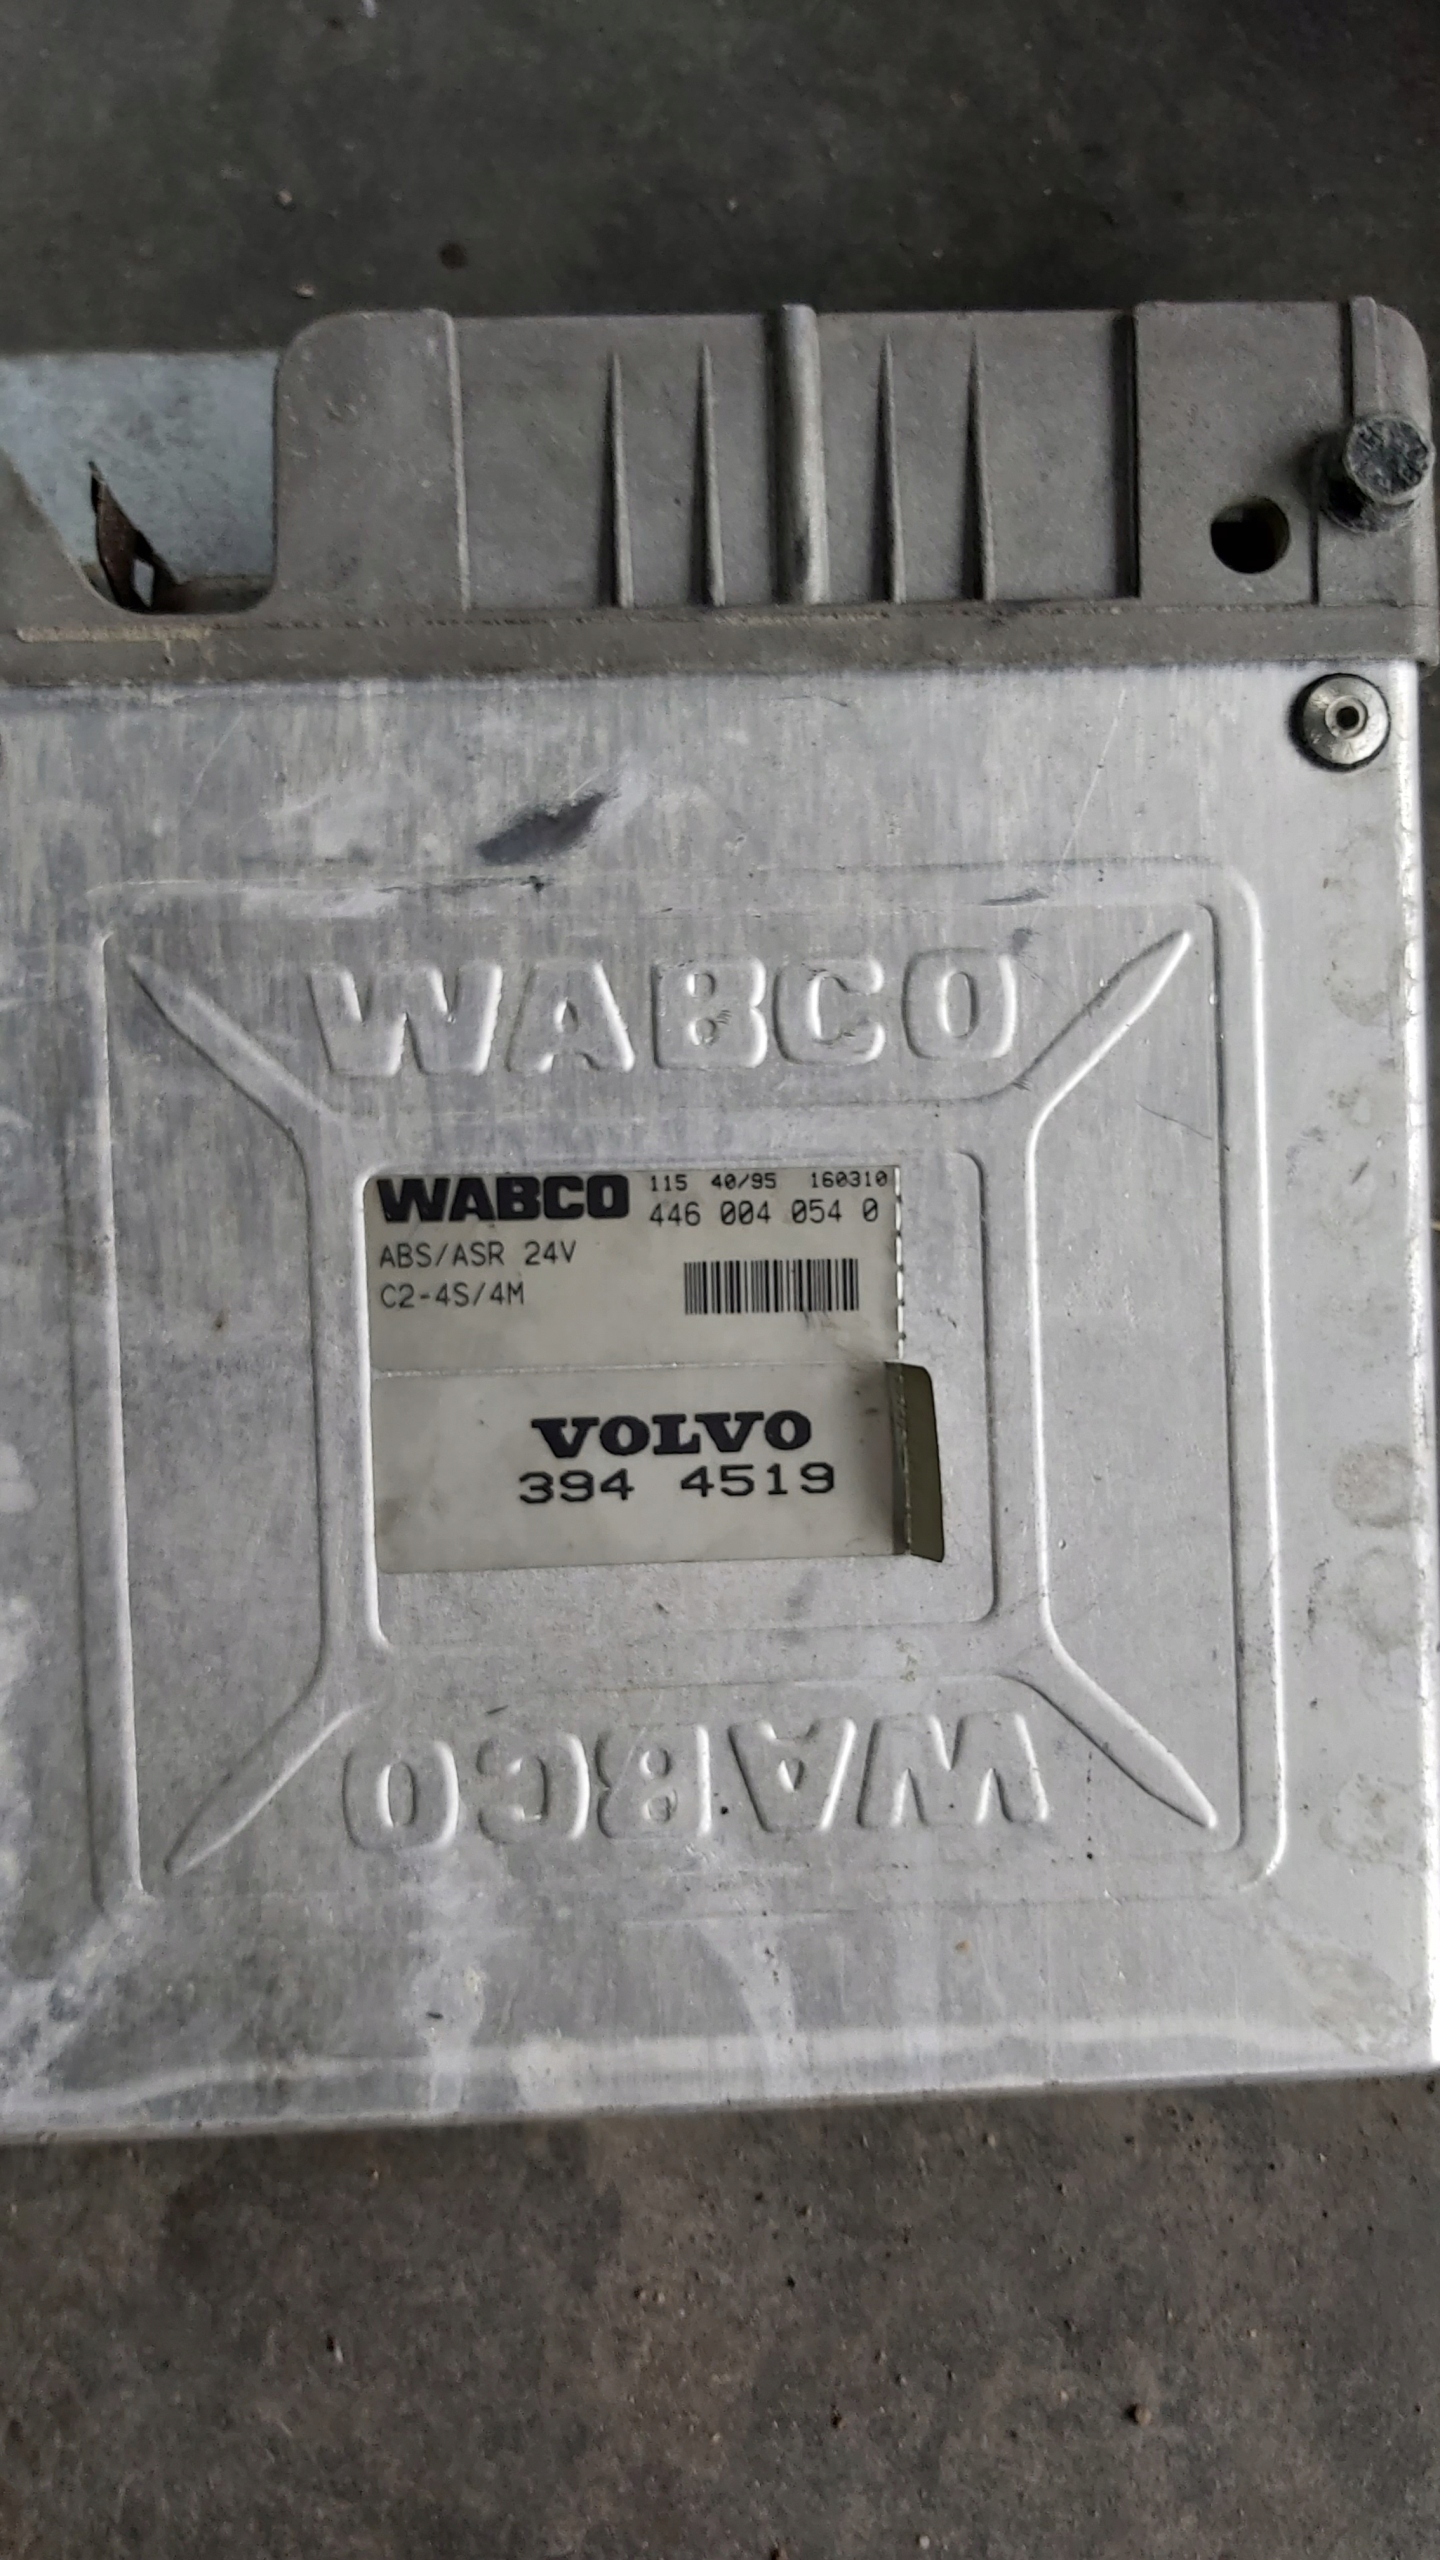 WABCO
WABCO 115 40/95 160310
446 004 054 0
ABS/ASR 24V
C2-4S/4M
VOLVO
394 4519
WABCO